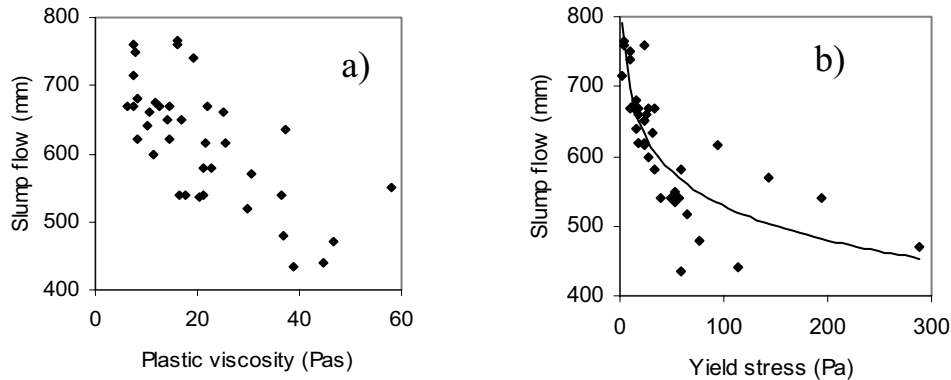 800
700
600
500
400
Slump flow (mm)
a)
0 20 40 60
Plastic viscosity (Pas)
800
700
600
500
400
Slump flow (mm)
b)
0 100 200 300
Yield stress (Pa)